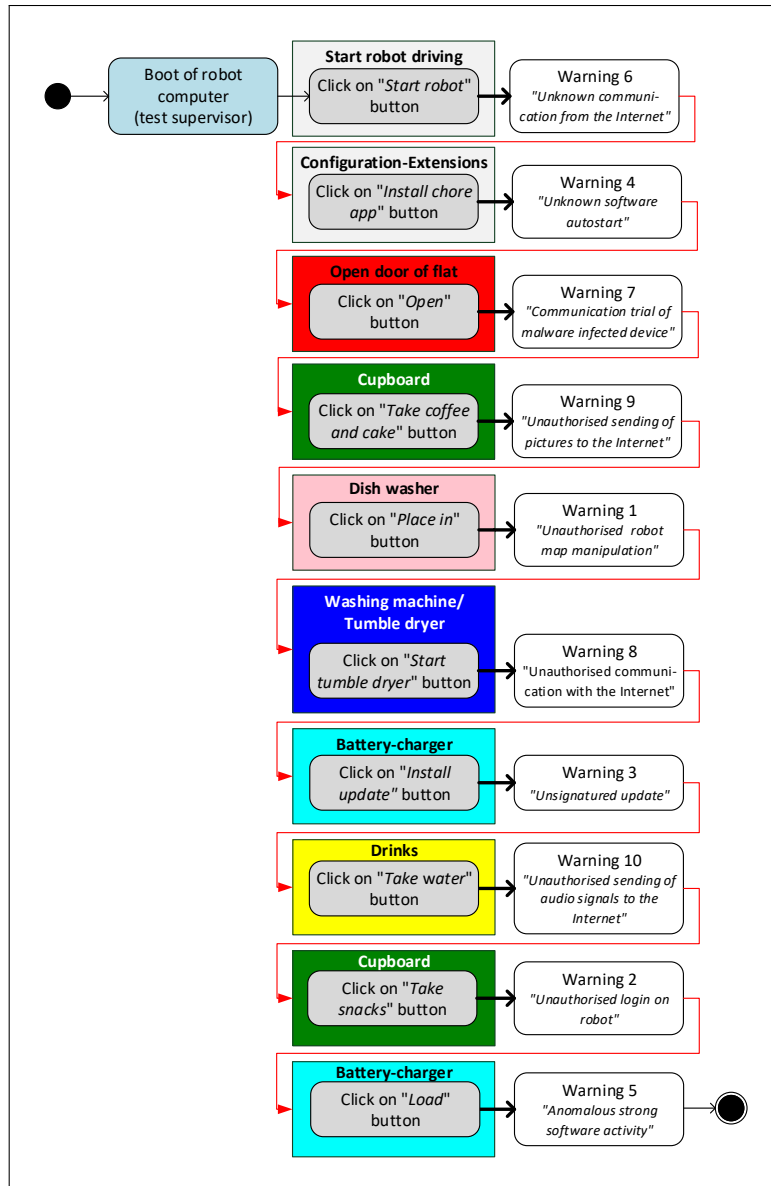 Boot of robot
computer
(test supervisor)
Start robot driving
Click on "Start robot"
button
Warning 6
"Unknown communi-
cation from the Internet"
Configuration-Extensions
Click on "Install chore
app" button
Warning 4
"Unknown software
autostart"
Open door of flat
Click on "Open"
button
Warning 7
"Communication trial of
malware infected device"
Cupboard
Click on "Take coffee
and cake" button
Warning 9
"Unauthorised sending of
pictures to the Internet"
Dish washer
Click on "Place in"
button
Warning 1
"Unauthorised robot
map manipulation"
Washing machine/
Tumble dryer
Click on "Start
tumble dryer" button
Warning 8
"Unauthorised communi-
cation with the Internet"
Battery-charger
Click on "Install
update" button
Warning 3
"Unsignatured update"
Drinks
Click on "Take water"
button
Warning 10
"Unauthorised sending of
audio signals to the
Internet"
Cupboard
Click on "Take
snacks" button
Warning 2
"Unauthorised login on
robot"
Battery-charger
Click on "Load"
button
Warning 5
"Anomalous strong
software activity"